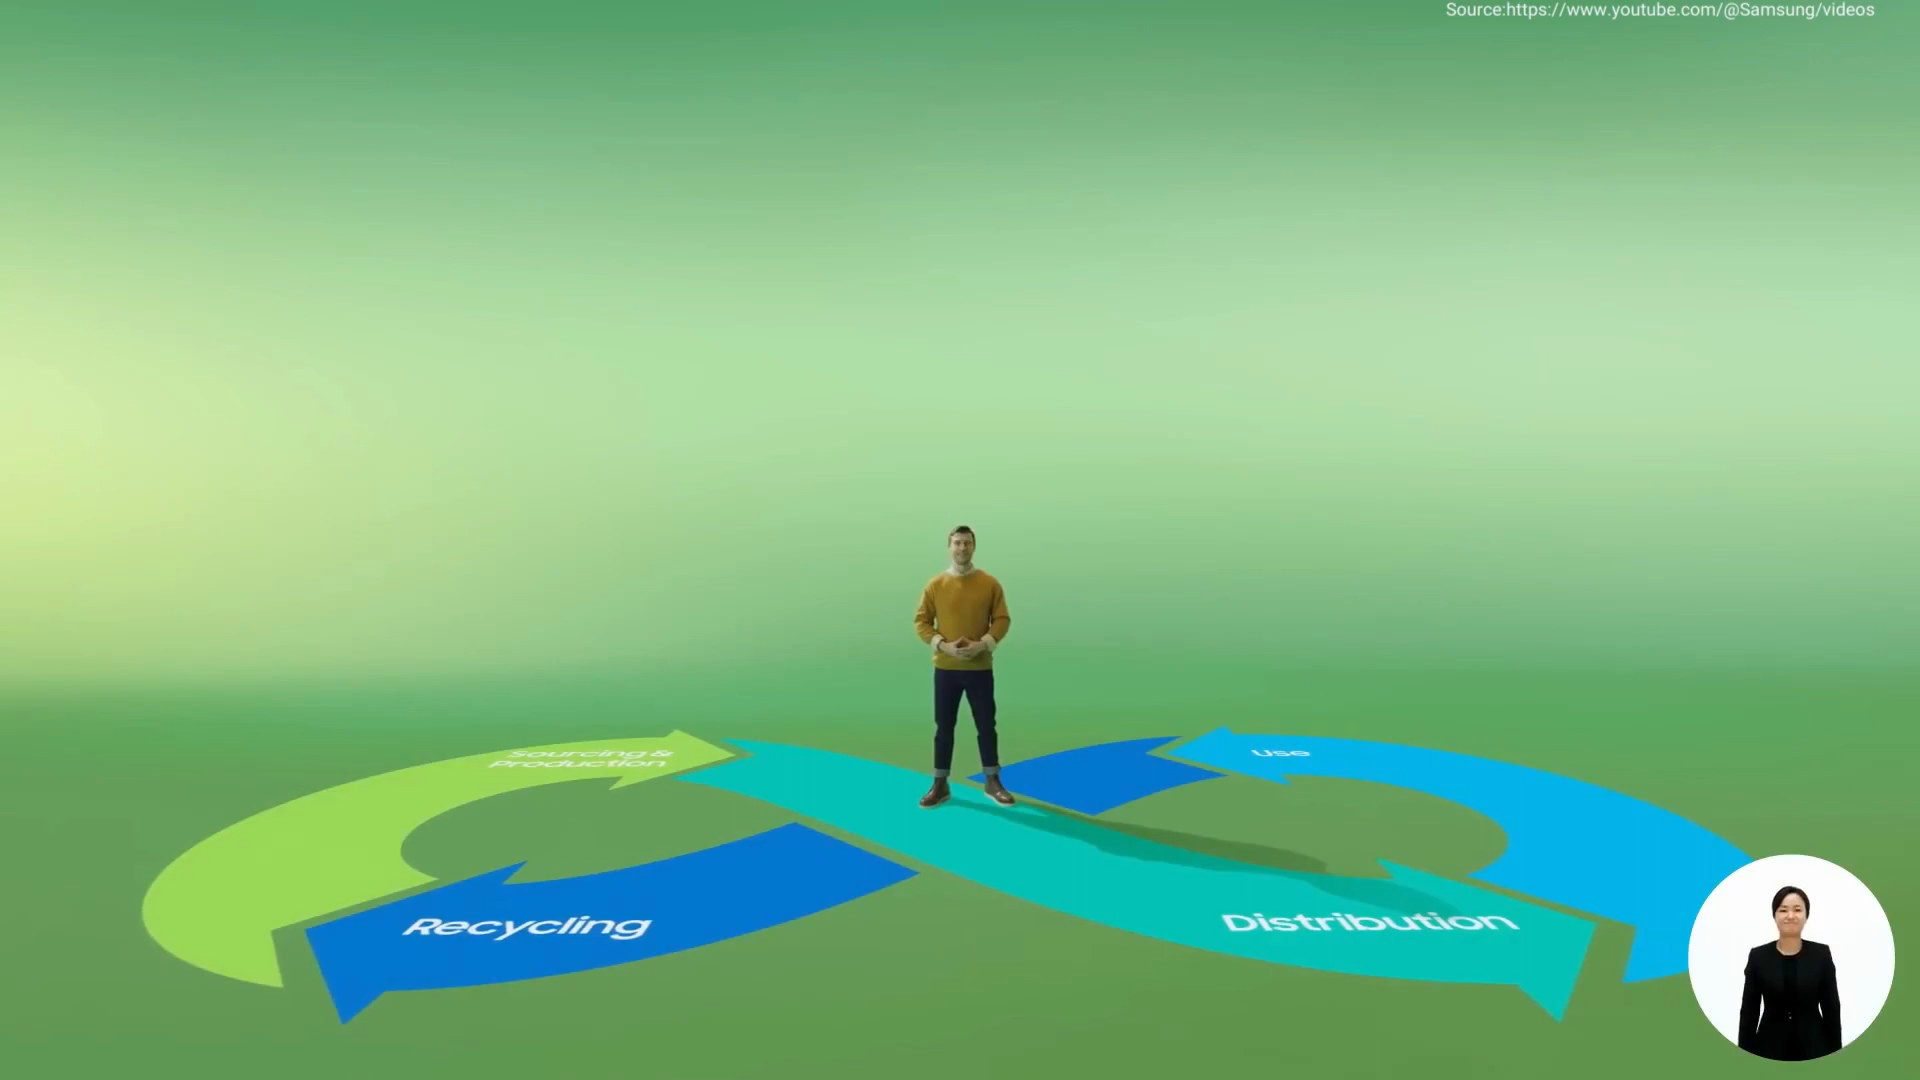 Source:https://www.youtube.com/@Samsung/videos
Sourcing &
Production
Use
Recycling
Distribution